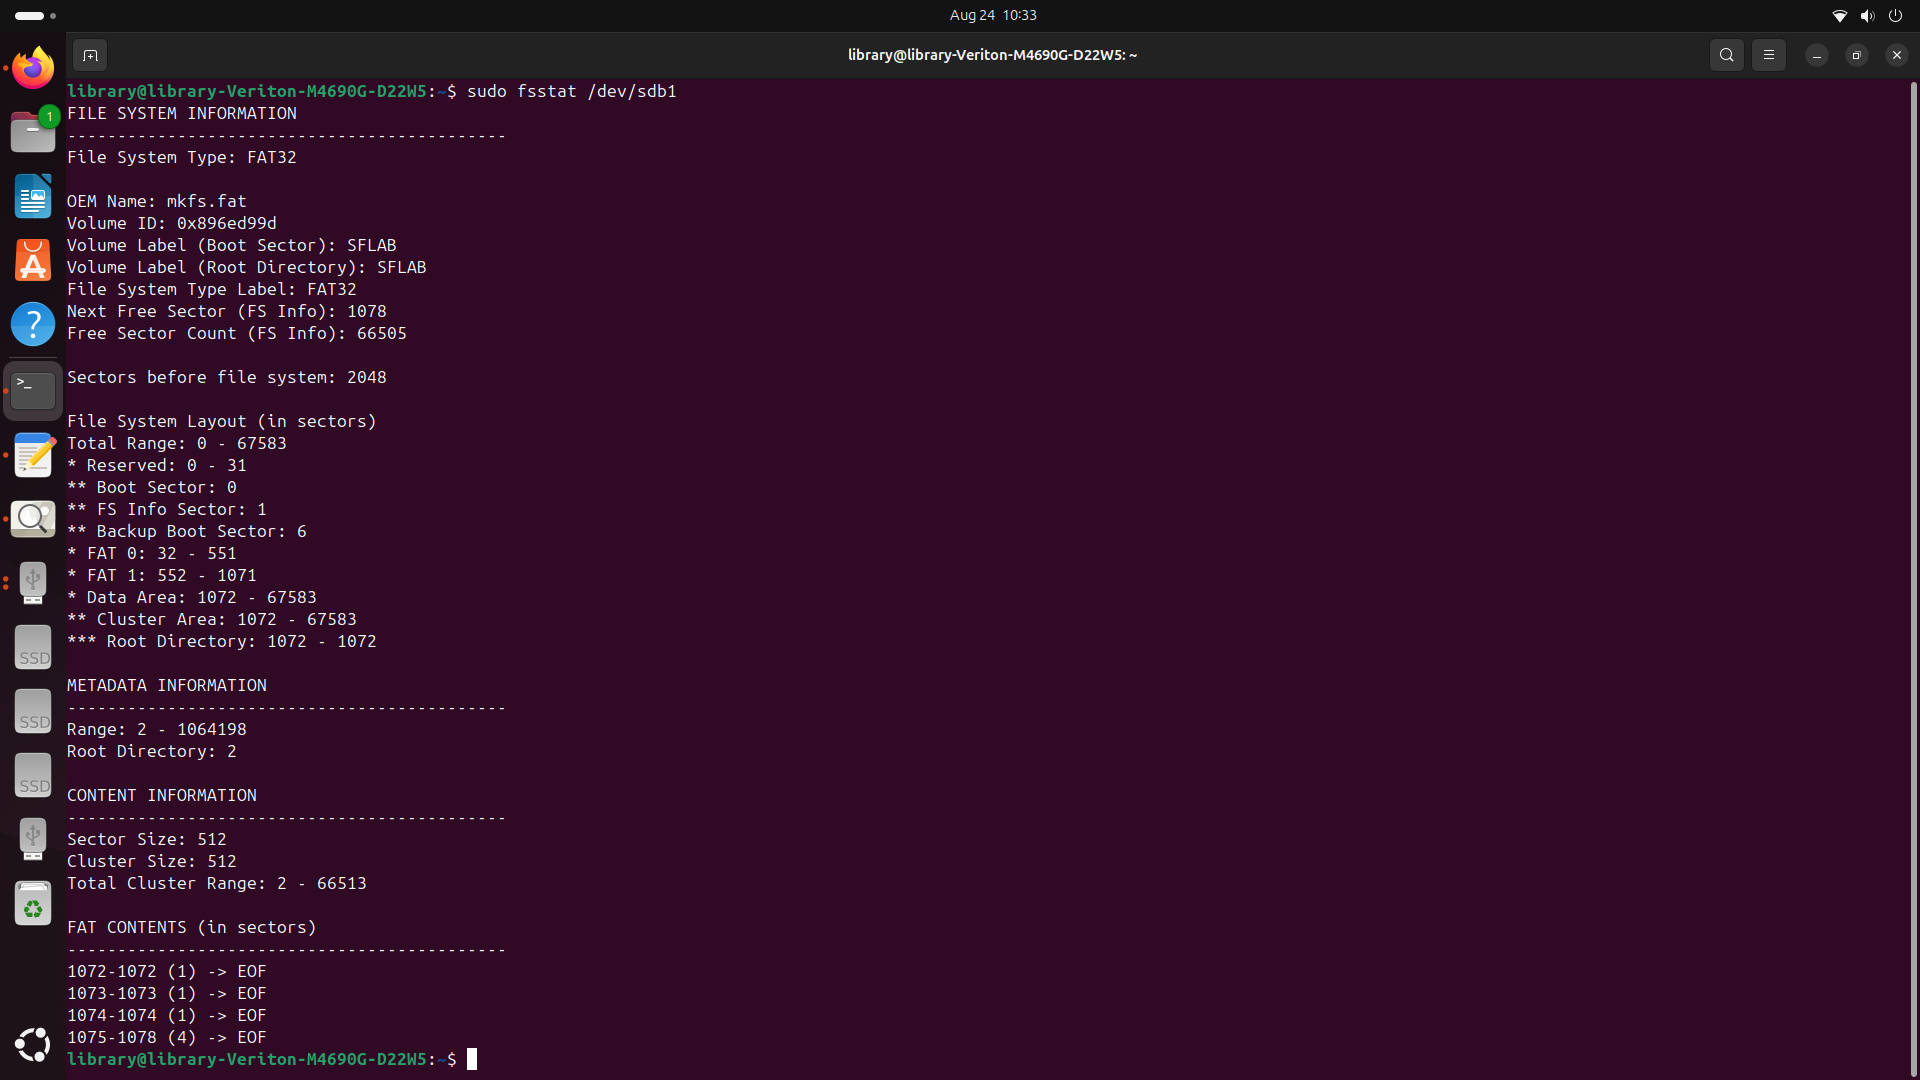 Aug 24 10:33
library@library-Veriton-M4690G-D22W5: ~
library@library-Veriton-M4690G-D22W5:~$ sudo fsstat /dev/sdb1
FILE SYSTEM INFORMATION
--------------------------------------------
File System Type: FAT32
OEM Name: mkfs.fat
Volume ID: 0x896ed99d
Volume Label (Boot Sector): SFLAB
Volume Label (Root Directory): SFLAB
File System Type Label: FAT32
Next Free Sector (FS Info): 1078
Free Sector Count (FS Info): 66505
Sectors before file system: 2048
File System Layout (in sectors)
Total Range: 0 - 67583
* Reserved: 0 - 31
** Boot Sector: 0
** FS Info Sector: 1
** Backup Boot Sector: 6
* FAT 0: 32 - 551
* FAT 1: 552 - 1071
* Data Area: 1072 - 67583
** Cluster Area: 1072 - 67583
*** Root Directory: 1072 - 1072
METADATA INFORMATION
--------------------------------------------
Range: 2 - 1064198
Root Directory: 2
CONTENT INFORMATION
--------------------------------------------
Sector Size: 512
Cluster Size: 512
Total Cluster Range: 2 - 66513
FAT CONTENTS (in sectors)
--------------------------------------------
1072-1072 (1) -> EOF
1073-1073 (1) -> EOF
1074-1074 (1) -> EOF
1075-1078 (4) -> EOF
library@library-Veriton-M4690G-D22W5:~$
1
A
?
>_
SSD
SSD
SSD